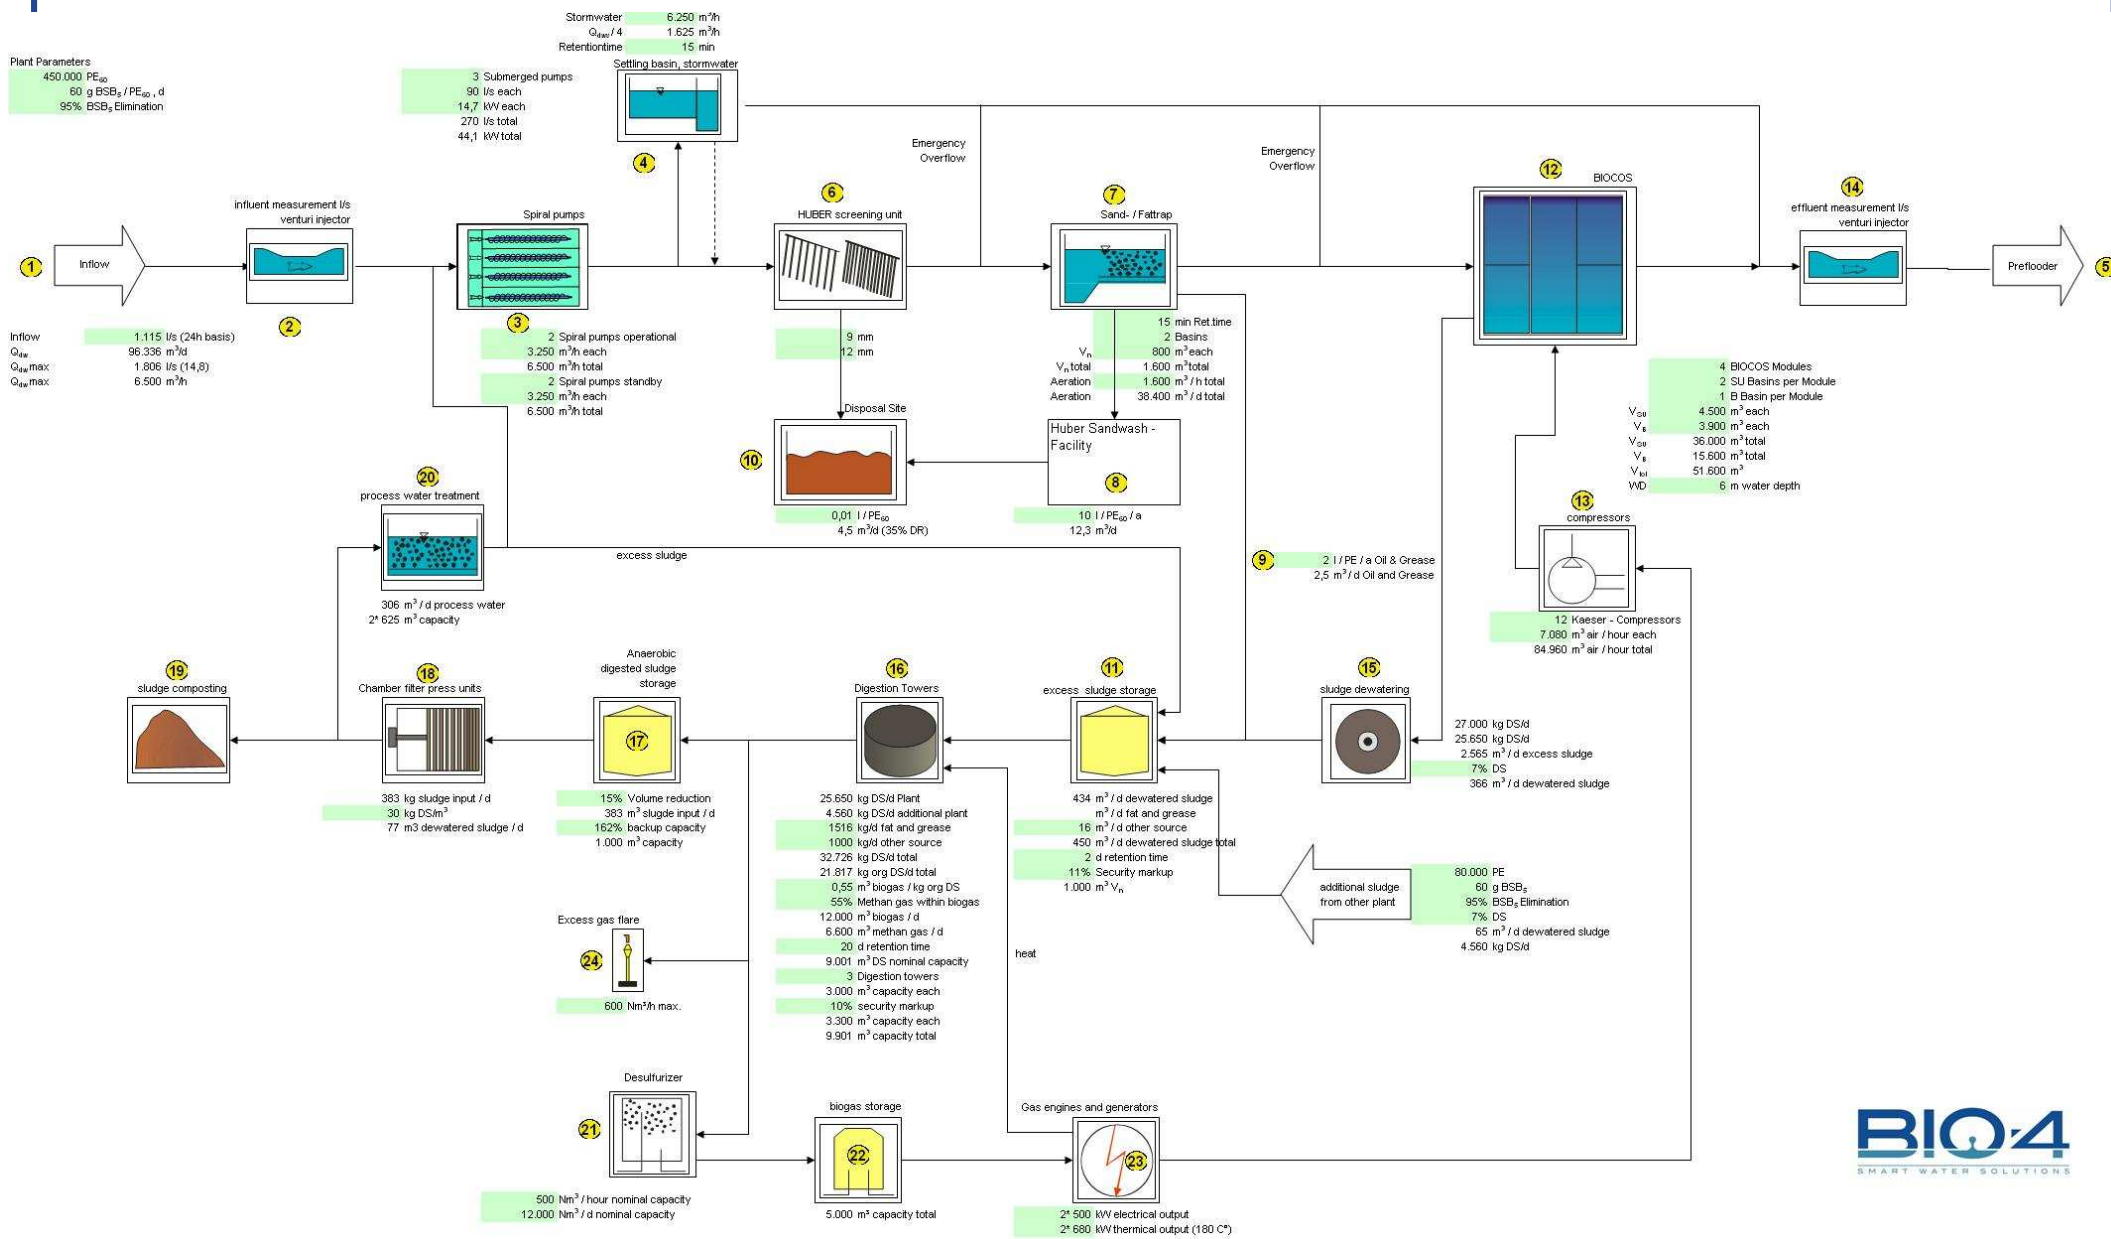 Stormwater 6.250 m³/h
Qdwd / 4 1.625 m³/h
Retentiontime 15 min
Settling basin, stormwater
4
Plant Parameters
450.000 PE60
60 g BSB5 / PE60 , d
95% BSB5 Elimination
3 Submerged pumps
90 l/s each
14,7 kW each
270 l/s total
44,1 kW total
Emergency
Overflow
Emergency
Overflow
1
Inflow
influent measurement l/s
venturi injector
2
Spiral pumps
3
6
HUBER screening unit
7
Sand- / Fattrap
12
BIOCOS
14
effluent measurement l/s
venturi injector
Preflooder
5
Inflow 1.115 l/s (24h basis)
Qdw 96.336 m³/d
Qdw max 1.806 l/s (14,8)
Qdw max 6.500 m³/h
2 Spiral pumps operational
3.250 m³/h each
6.500 m³/h total
2 Spiral pumps standby
3.250 m³/h each
6.500 m³/h total
9 mm
12 mm
15 min Ret.time
2 Basins
Vn 800 m³ each
Vn total 1.600 m³ total
Aeration 1.600 m³ / h total
Aeration 38.400 m³ / d total
4 BIOCOS Modules
2 SU Basins per Module
1 B Basin per Module
VSU 4.500 m³ each
VB 3.900 m³ each
VSU 36.000 m³ total
VB 15.600 m³ total
Vtot 51.600 m³
WD 6 m water depth
Disposal Site
10
0,01 l / PE60
4,5 m³/d (35% DR)
Huber Sandwash -
Facility
8
10 l / PE60 / a
12,3 m³/d
20
process water treatment
306 m³ / d process water
2* 625 m³ capacity
excess sludge
9
2 l / PE / a Oil & Grease
2,5 m³ / d Oil and Grease
13
compressors
12 Kaeser - Compressors
7.080 m³ air / hour each
84.960 m³ air / hour total
19
sludge composting
18
Chamber filter press units
383 kg sludge input / d
30 kg DS/m³
77 m3 dewatered sludge / d
Anaerobic
digested sludge
storage
17
15% Volume reduction
383 m³ slugde input / d
162% backup capacity
1.000 m³ capacity
16
Digestion Towers
25.650 kg DS/d Plant
4.560 kg DS/d additional plant
1516 kg/d fat and grease
1000 kg/d other source
32.726 kg DS/d total
21.817 kg org DS/d total
0,55 m³ biogas / kg org DS
55% Methan gas within biogas
12.000 m³ biogas / d
6.600 m³ methan gas / d
20 d retention time
9.001 m³ DS nominal capacity
3 Digestion towers
3.000 m³ capacity each
10% security markup
3.300 m³ capacity each
9.901 m³ capacity total
11
excess sludge storage
434 m³ / d dewatered sludge
m³ / d fat and grease
16 m³ / d other source
450 m³ / d dewatered sludge total
2 d retention time
11% Security markup
1.000 m³ Vn
15
sludge dewatering
27.000 kg DS/d
25.650 kg DS/d
2.565 m³ / d excess sludge
7% DS
366 m³ / d dewatered sludge
additional sludge
from other plant
80.000 PE
60 g BSB5
95% BSB5 Elimination
7% DS
65 m³ / d dewatered sludge
4.560 kg DS/d
heat
Excess gas flare
24
600 Nm³/h max.
Desulfurizer
21
500 Nm³ / hour nominal capacity
12.000 Nm³ / d nominal capacity
biogas storage
22
5.000 m³ capacity total
Gas engines and generators
23
2* 500 kW electrical output
2* 680 kW thermical output (180 C°)
BIO-4
SMART WATER SOLUTIONS